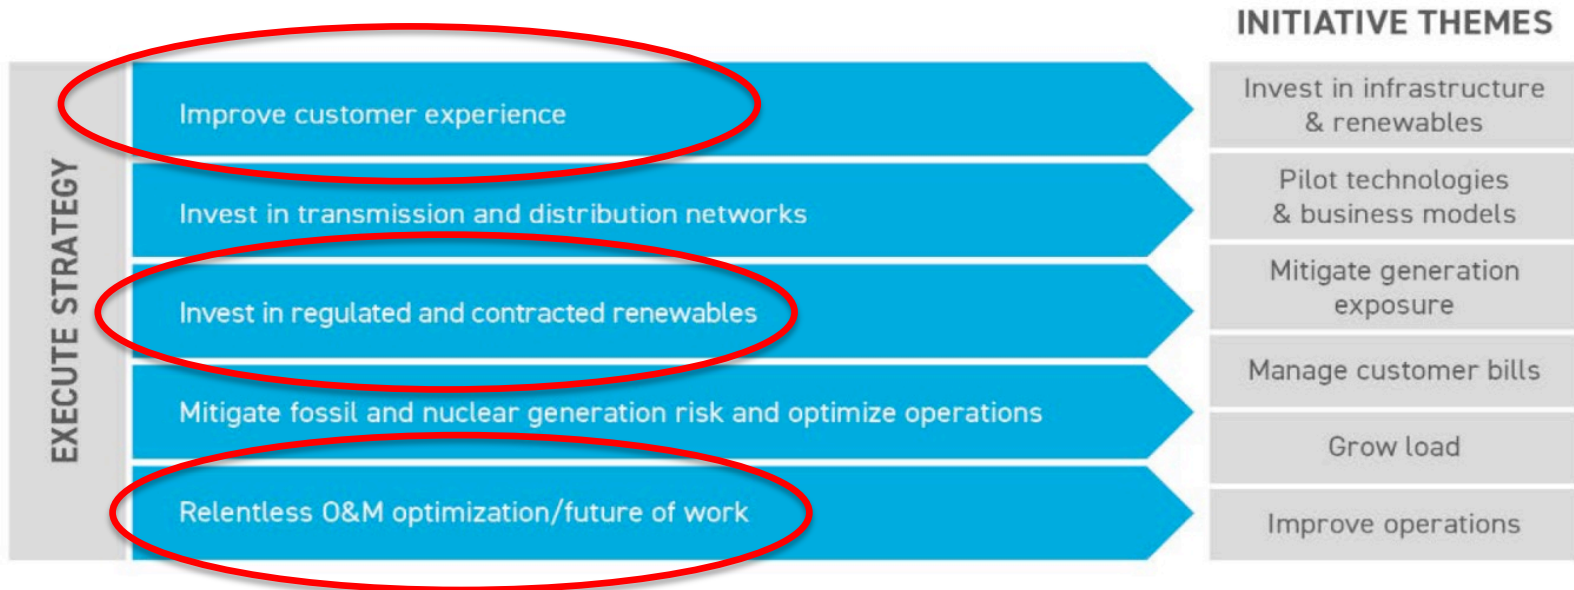 INITIATIVE THEMES
EXECUTE STRATEGY
Improve customer experience
Invest in transmission and distribution networks
Invest in regulated and contracted renewables
Mitigate fossil and nuclear generation risk and optimize operations
Relentless O&M optimization/future of work
Invest in infrastructure
& renewables
Pilot technologies
& business models
Mitigate generation
exposure
Manage customer bills
Grow load
Improve operations